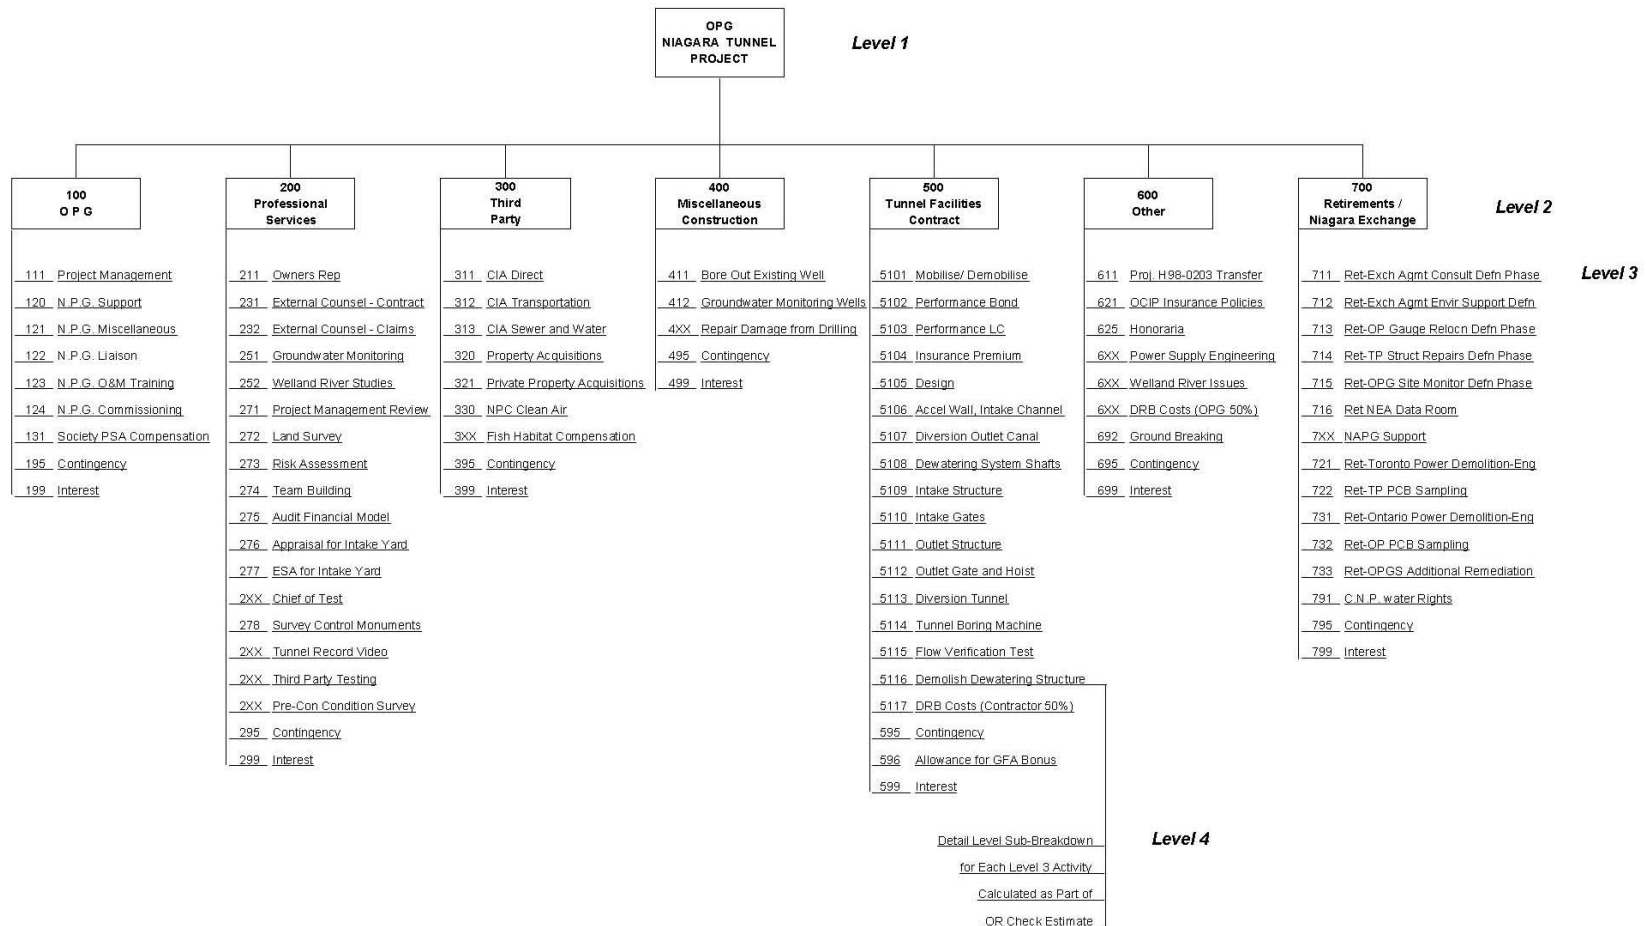 OPG
NIAGARA TUNNEL
PROJECT
Level 1
100
O P G
200
Professional
Services
300
Third
Party
400
Miscellaneous
Construction
500
Tunnel Facilities
Contract
600
Other
700
Retirements /
Niagara Exchange
Level 2
111 Project Management
120 N.P.G. Support
121 N.P.G. Miscellaneous
122 N.P.G. Liaison
123 N.P.G. O&M Training
124 N.P.G. Commissioning
131 Society PSA Compensation
195 Contingency
199 Interest
211 Owners Rep
231 External Counsel - Contract
232 External Counsel - Claims
251 Groundwater Monitoring
252 Welland River Studies
271 Project Management Review
272 Land Survey
273 Risk Assessment
274 Team Building
275 Audit Financial Model
276 Appraisal for Intake Yard
277 ESA for Intake Yard
2XX Chief of Test
278 Survey Control Monuments
2XX Tunnel Record Video
2XX Third Party Testing
2XX Pre-Con Condition Survey
295 Contingency
299 Interest
311 CIA Direct
312 CIA Transportation
313 CIA Sewer and Water
320 Property Acquisitions
321 Private Property Acquisitions
330 NPC Clean Air
3XX Fish Habitat Compensation
395 Contingency
399 Interest
411 Bore Out Existing Well
412 Groundwater Monitoring Wells
4XX Repair Damage from Drilling
495 Contingency
499 Interest
5101 Mobilise/ Demobilise
5102 Performance Bond
5103 Performance LC
5104 Insurance Premium
5105 Design
5106 Accel Wall, Intake Channel
5107 Diversion Outlet Canal
5108 Dewatering System Shafts
5109 Intake Structure
5110 Intake Gates
5111 Outlet Structure
5112 Outlet Gate and Hoist
5113 Diversion Tunnel
5114 Tunnel Boring Machine
5115 Flow Verification Test
5116 Demolish Dewatering Structure
5117 DRB Costs (Contractor 50%)
595 Contingency
596 Allowance for GFA Bonus
599 Interest
611 Proj. H98-0203 Transfer
621 OCIP Insurance Policies
625 Honoraria
6XX Power Supply Engineering
6XX Welland River Issues
6XX DRB Costs (OPG 50%)
692 Ground Breaking
695 Contingency
699 Interest
711 Ret-Exch Agmt Consult Defn Phase
712 Ret-Exch Agmt Envir Support Defn
713 Ret-OP Gauge Relocn Defn Phase
714 Ret-TP Struct Repairs Defn Phase
715 Ret-OPG Site Monitor Defn Phase
716 Ret NEA Data Room
7XX NAPG Support
721 Ret-Toronto Power Demolition-Eng
722 Ret-TP PCB Sampling
731 Ret-Ontario Power Demolition-Eng
732 Ret-OP PCB Sampling
733 Ret-OPGS Additional Remediation
791 C.N.P. water Rights
795 Contingency
799 Interest
Level 3
Detail Level Sub-Breakdown
for Each Level 3 Activity
Calculated as Part of
OR Check Estimate
Level 4